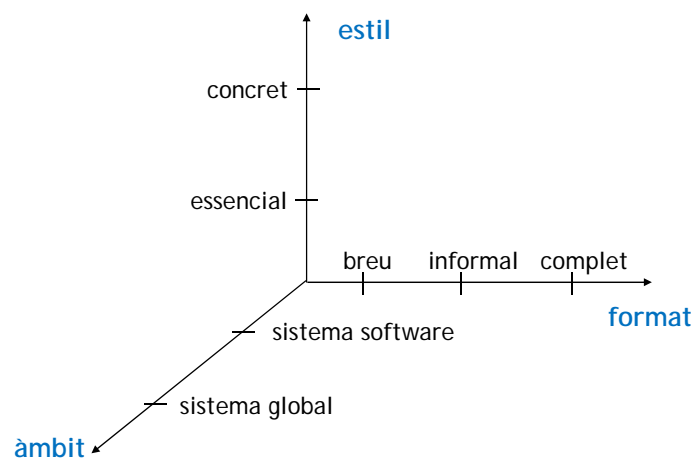 estil
concret
essencial
breu informal complet
format
sistema software
sistema global
àmbit